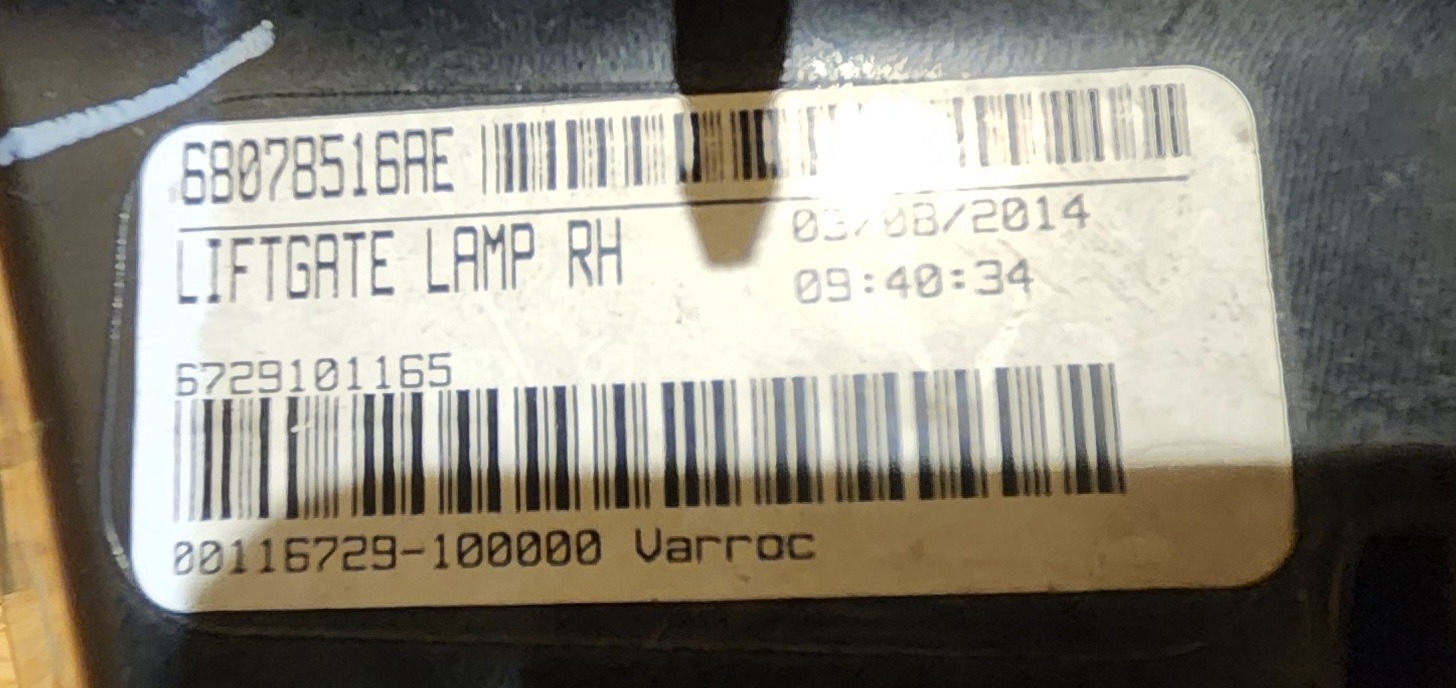 68078516AE
LIFTGATE LAMP RH
03/08/2014
09:40:34
6729101165
00116729-100000 Varroc